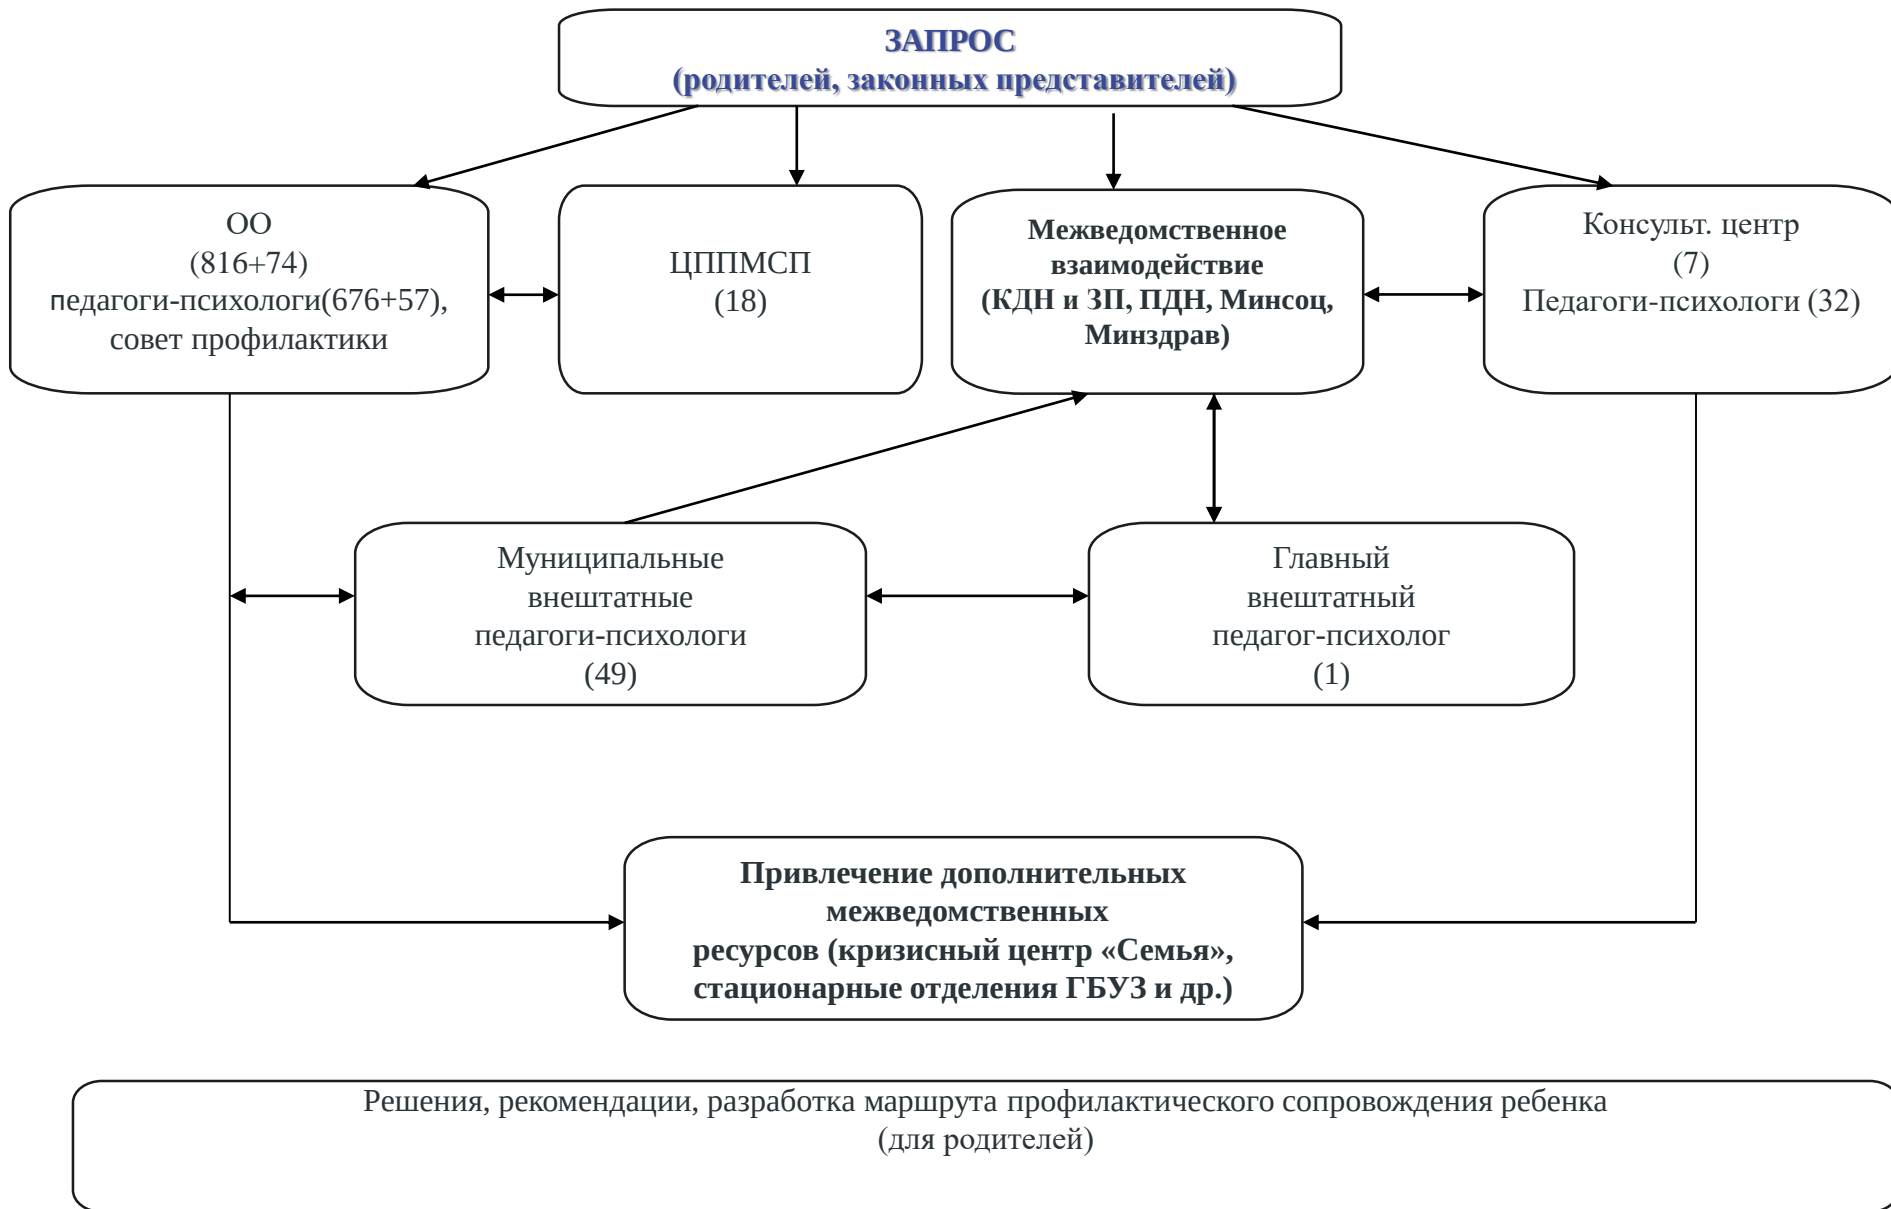 ЗАПРОС
(родителей, законных представителей)
ОО
(816+74)
педагоги-психологи(676+57),
совет профилактики
ЦППМСП
(18)
Межведомственное
взаимодействие
(КДН и ЗП, ПДН, Минсоц,
Минздрав)
Консульт. центр
(7)
Педагоги-психологи (32)
Муниципальные
внештатные
педагоги-психологи
(49)
Главный
внештатный
педагог-психолог
(1)
Привлечение дополнительных
межведомственных
ресурсов (кризисный центр «Семья»,
стационарные отделения ГБУЗ и др.)
Решения, рекомендации, разработка маршрута профилактического сопровождения ребенка
(для родителей)